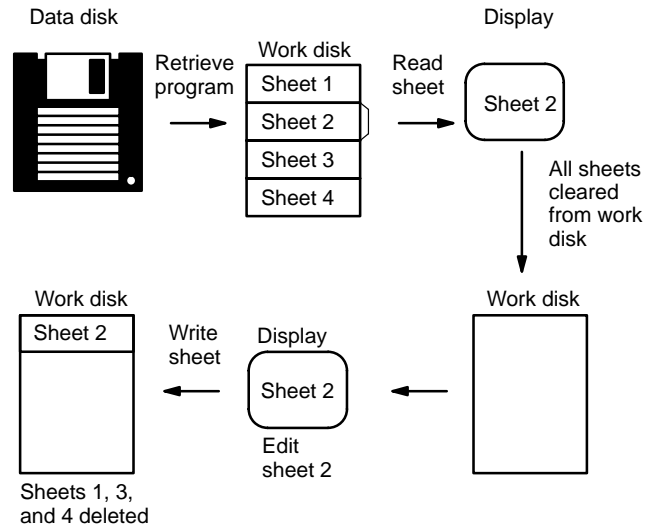 Data disk
Display
Retrieve
program
Work disk
Sheet 1
Sheet 2
Sheet 3
Sheet 4
Read
sheet
Sheet 2
All sheets
cleared
from work
disk
Work disk
Sheet 2
Write
sheet
Display
Sheet 2
Edit
sheet 2
Work disk
Sheets 1, 3,
and 4 deleted